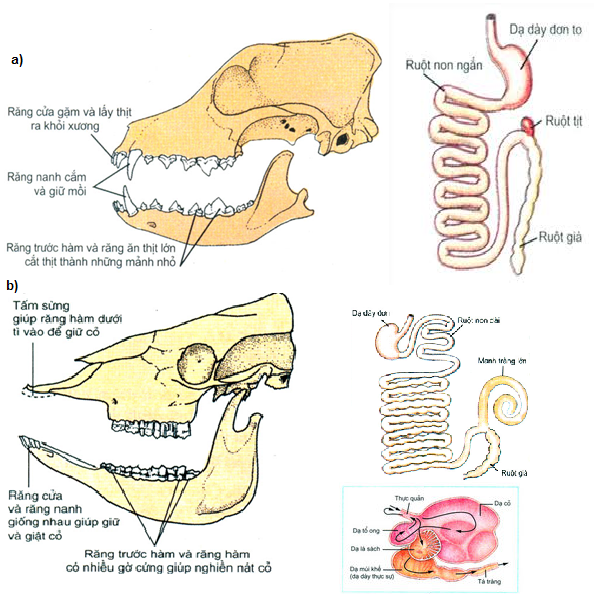 a)
Răng cửa gặm và lấy thịt
ra khỏi xương
Răng nanh cắm
và giữ mồi
Răng trước hàm và răng ăn thịt lớn
cắt thịt thành những mảnh nhỏ
Dạ dày đơn to
Ruột non ngắn
Ruột tịt
Ruột già
b)
Tấm sừng
giúp răng hàm dưới
tì vào để giữ cỏ
Răng cửa
và răng nanh
giống nhau giúp giữ
và giật cỏ
Răng trước hàm và răng hàm
có nhiều gờ cứng giúp nghiền nát cỏ
Dạ dày đơn
Ruột non dài
Manh tràng lớn
Ruột già
Thực quản
Dạ cỏ
Dạ tổ ong
Dạ lá sách
Dạ múi khế
(dạ dày thực sự)
Tá tràng